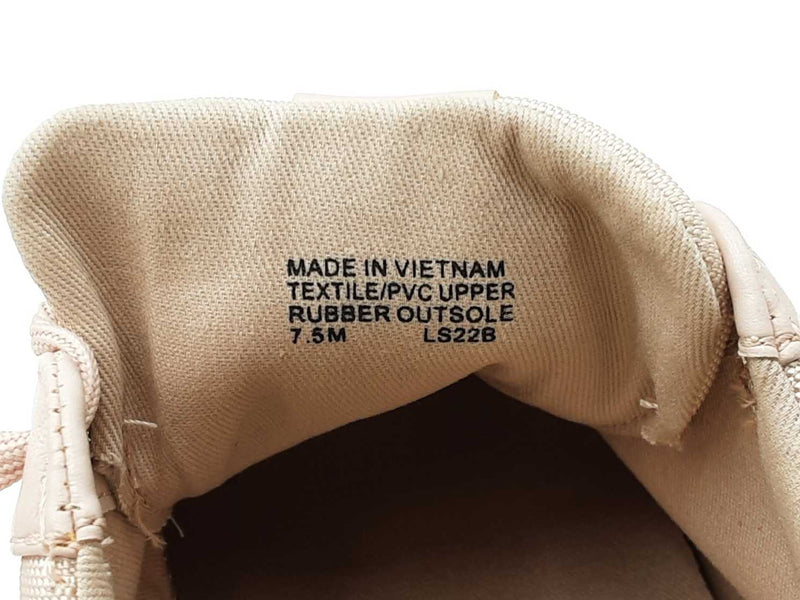 MADE IN VIETNAM
TEXTILE/PVC UPPER
RUBBER OUTSOLE
7.5M LS22B